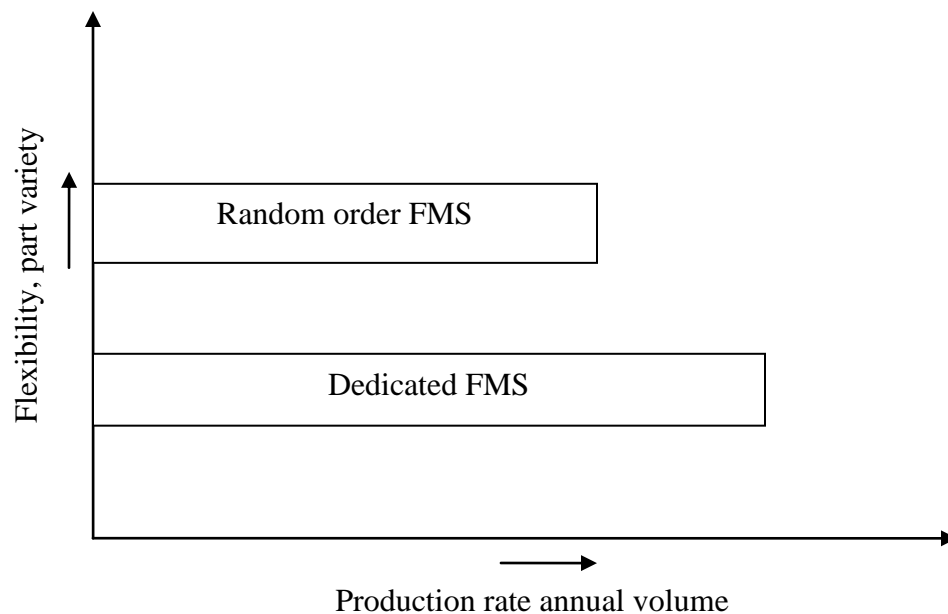 Flexibility, part variety
Random order FMS
Dedicated FMS
Production rate annual volume